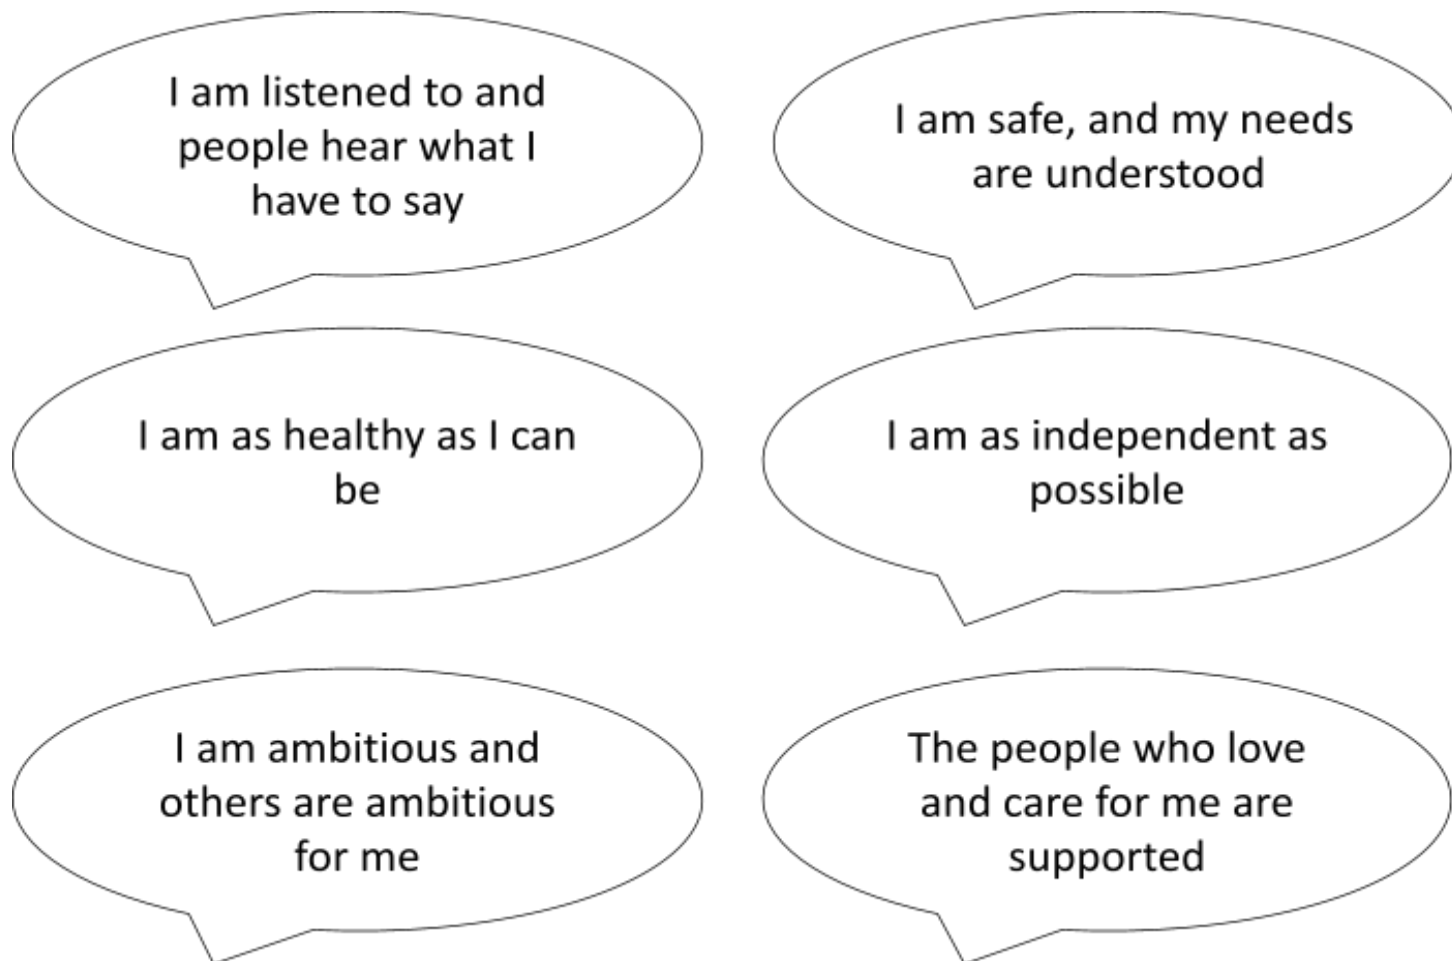 I am listened to and
people hear what I
have to say
I am safe, and my needs
are understood
I am as healthy as I can
be
I am as independent as
possible
I am ambitious and
others are ambitious
for me
The people who love
and care for me are
supported